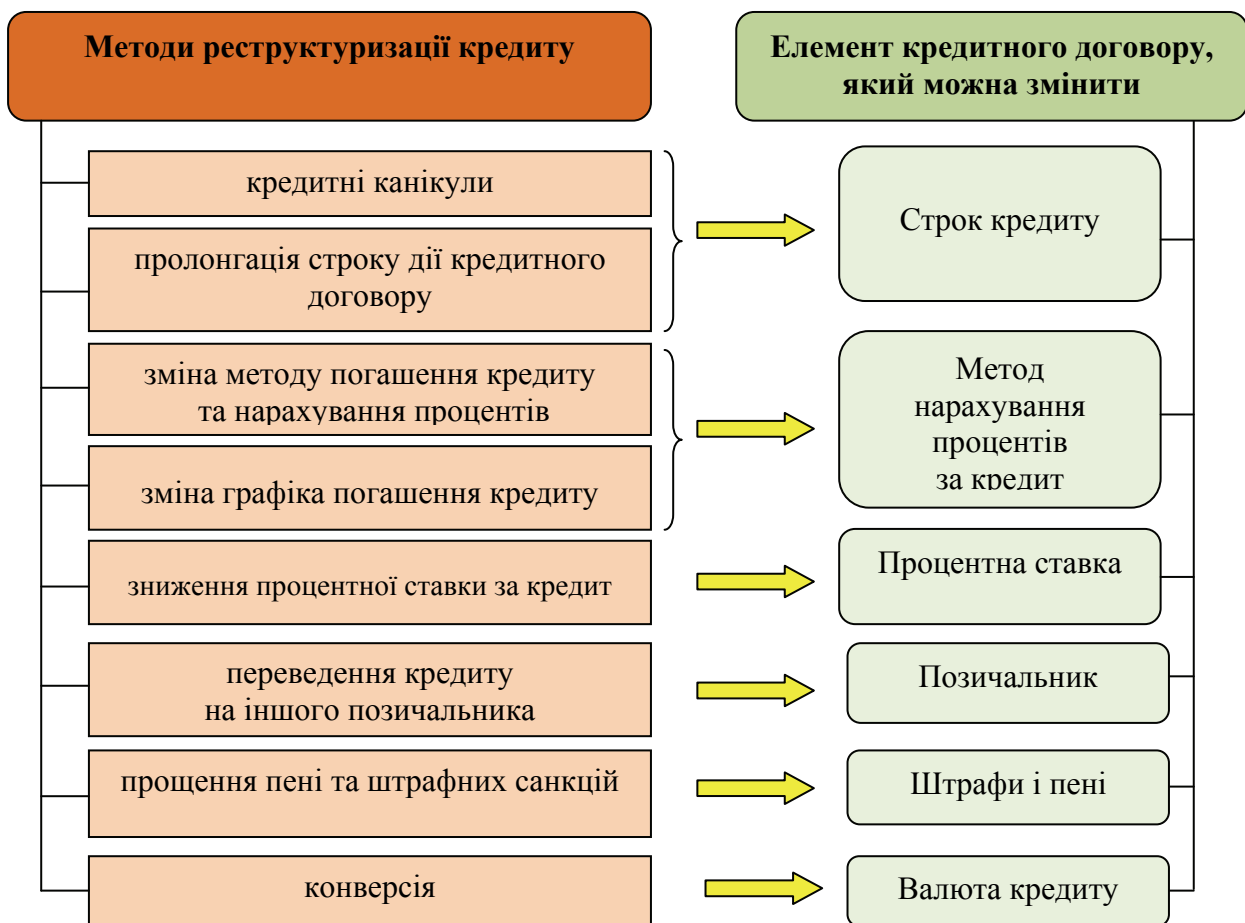 Методи реструктуризації кредиту
Елемент кредитного договору,
який можна змінити
кредитні канікули
пролонгація строку дії кредитного
договору
Строк кредиту
зміна методу погашення кредиту
та нарахування процентів
зміна графіка погашення кредиту
Метод
нарахування
процентів
за кредит
зниження процентної ставки за кредит
Процентна ставка
переведення кредиту
на іншого позичальника
Позичальник
прощення пені та штрафних санкцій
Штрафи і пені
конверсія
Валюта кредиту